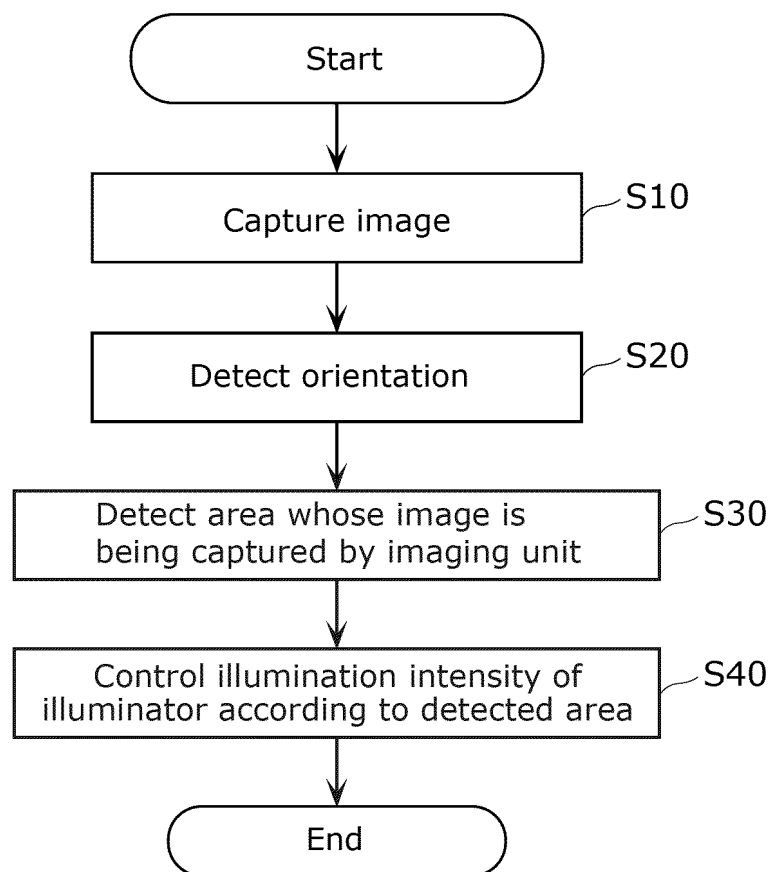 Start
Capture image
S10
Detect orientation
S20
Detect area whose image is
being captured by imaging unit
S30
Control illumination intensity of
illuminator according to detected area
S40
End